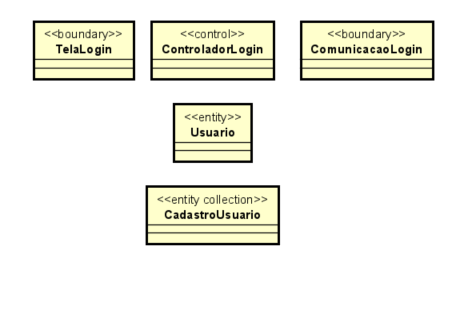 <<boundary>>
TelaLogin
<<control>>
ControladorLogin
<<boundary>>
ComunicacaoLogin
<<entity>>
Usuario
<<entity collection>>
CadastroUsuario